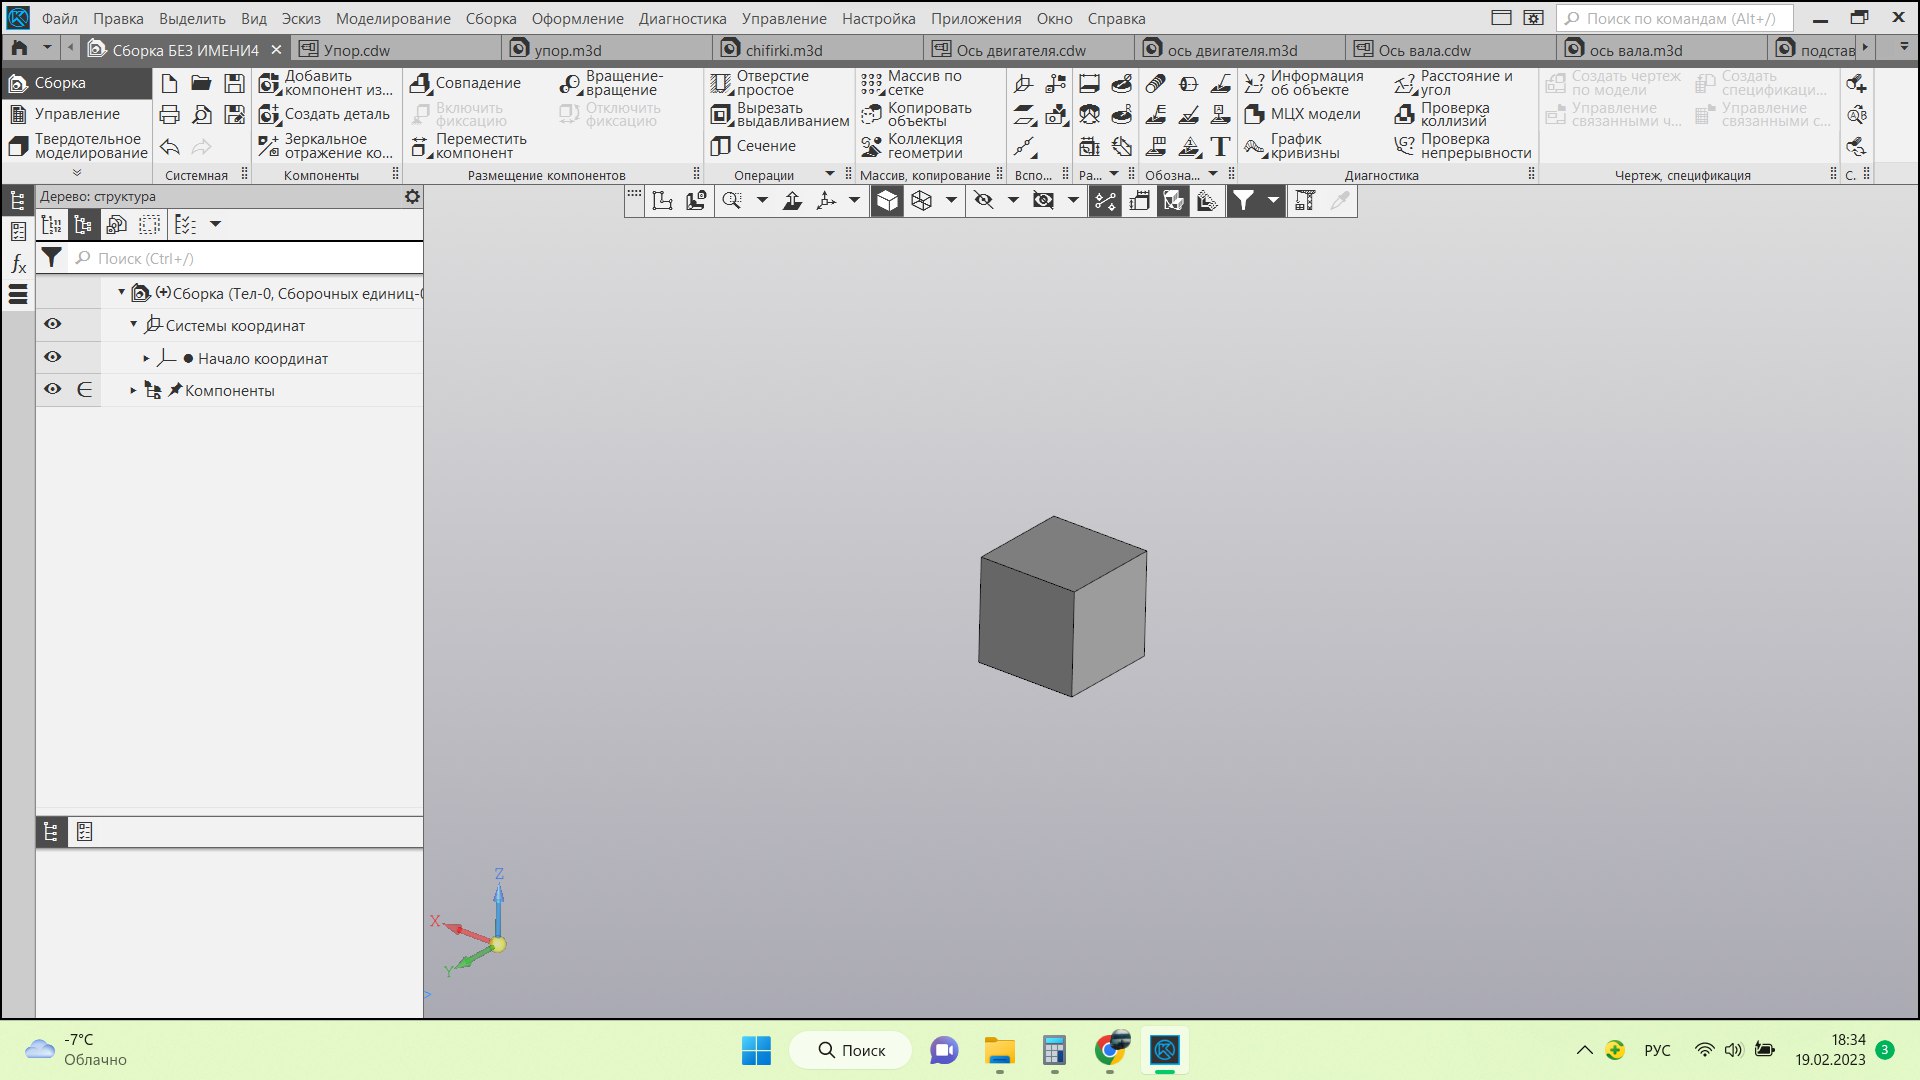 Файл Правка Выделить Вид Эскиз Моделирование Сборка Оформление Диагностика Управление Настройка Приложения Окно Справка Поиск по командам (Alt+/)
Сборка БЕЗ ИМЕНИ4 Упор.cdw упор.m3d chifirki.m3d Ось двигателя.cdw ось двигателя.m3d Ось вала.cdw ось вала.m3d подстав
Сборка
Управление
Твердотельное
моделирование
Системная
Добавить
компонент из...
Создать деталь
Зеркальное
отражение ко...
Компоненты
Совпадение
Включить
фиксацию
Переместить
компонент
Вращение-
вращение
Отключить
фиксацию
Размещение компонентов
Отверстие
простое
Вырезать
выдавливанием
Сечение
Операции
Массив по
сетке
Копировать
объекты
Коллекция
геометрии
Массив, копирование
Вспо...
Ра...
Обозна...
Информация
об объекте
МЦХ модели
График
кривизны
Расстояние и
угол
Проверка
коллизий
Проверка
непрерывности
Диагностика
Создать чертеж
по модели
Управление
связанными ч...
Создать
спецификаци...
Управление
связанными с...
Чертеж, спецификация
С.
Дерево: структура
Поиск (Ctrl+/)
(+)Сборка (Тел-0, Сборочных единиц-0
Системы координат
Начало координат
Компоненты
Z
X
Y
-7°C
Облачно
Поиск
РУС
18:34
19.02.2023
3